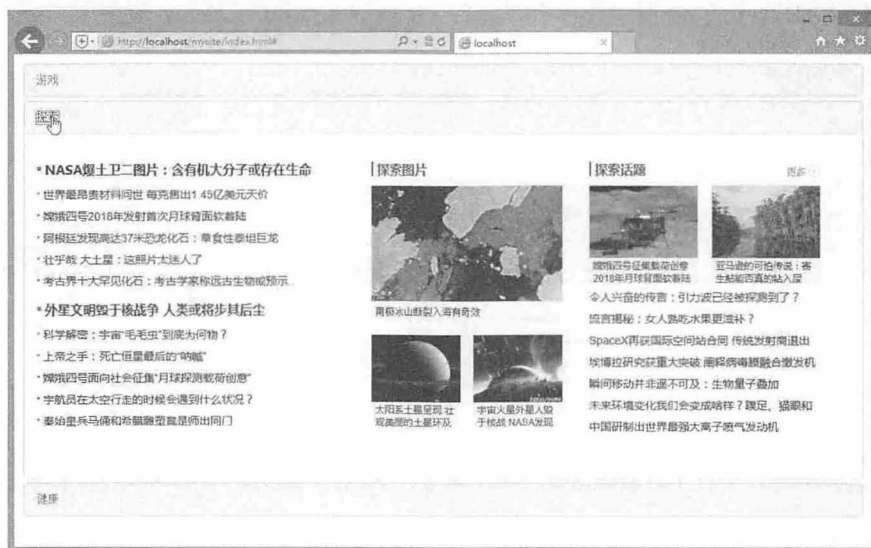 http://localhost/mysite/index.html#
localhost
游戏
探索
NASA爆土卫二图片：含有机大分子或存在生命
世界最昂贵材料问世 每克售出1.45亿美元天价
嫦娥四号2018年发射首次月球背面软着陆
阿根廷发现高达37米恐龙化石：草食性泰坦巨龙
壮乎哉 大土星：这照片太迷人了
考古界十大罕见化石：考古学家称远古生物或预示..
外星文明毁于核战争 人类或将步其后尘
科学解密：宇宙“毛毛虫”到底为何物？
上帝之手：死亡恒星最后的“呐喊”
嫦娥四号面向社会征集“月球探测载荷创意”
宇航员在太空行走的时候会遇到什么状况？
秦始皇兵马俑和希腊雕塑竟是师出同门
探索图片
南极冰山断裂入海有奇效
太阳系土星呈现 壮
观美丽的土星环及
宇宙火星外星人毁
于核战 NASA发现
探索话题
更多
嫦娥四号征集载荷创意
2018年月球背面软着陆
亚马逊的可怕传说：寄
生蛄能否真的钻入尿
令人兴奋的传言：引力波已经被探测到了？
流言揭秘：女人熟吃水果更滋补？
SpaceX再获国际空间站合同 传统发射商退出
埃博拉研究获重大突破 阐释病毒膜融合激发机
瞬间移动并非遥不可及：生物量子叠加
未来环境变化我们会变成啥样？蹼足、猫眼和
中国研制出世界最强大离子喷气发动机
健康